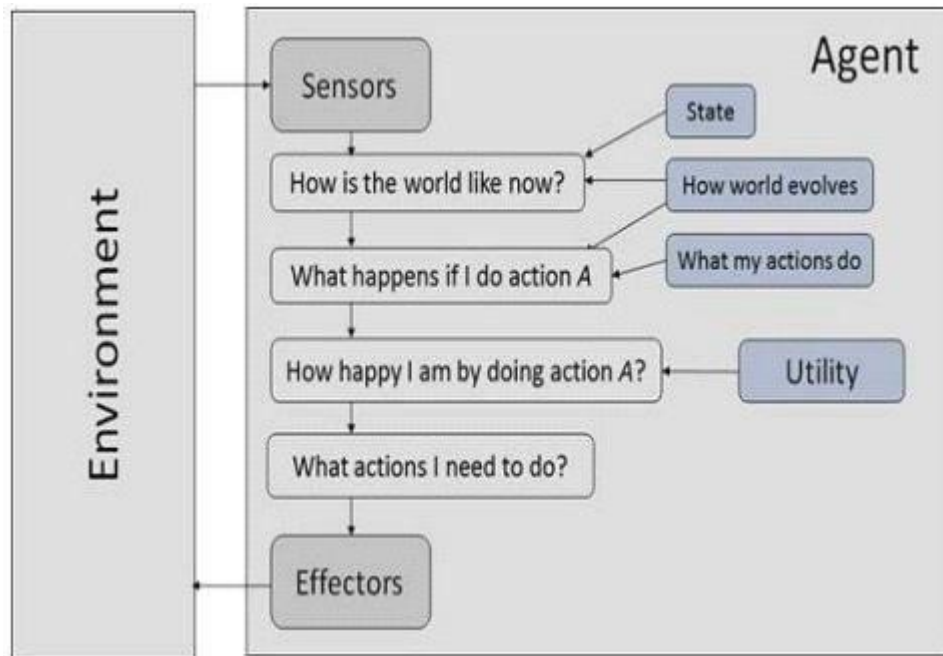 Environment
Agent
Sensors
State
How is the world like now?
How world evolves
What happens if I do action A
What my actions do
How happy I am by doing action A?
Utility
What actions I need to do?
Effectors